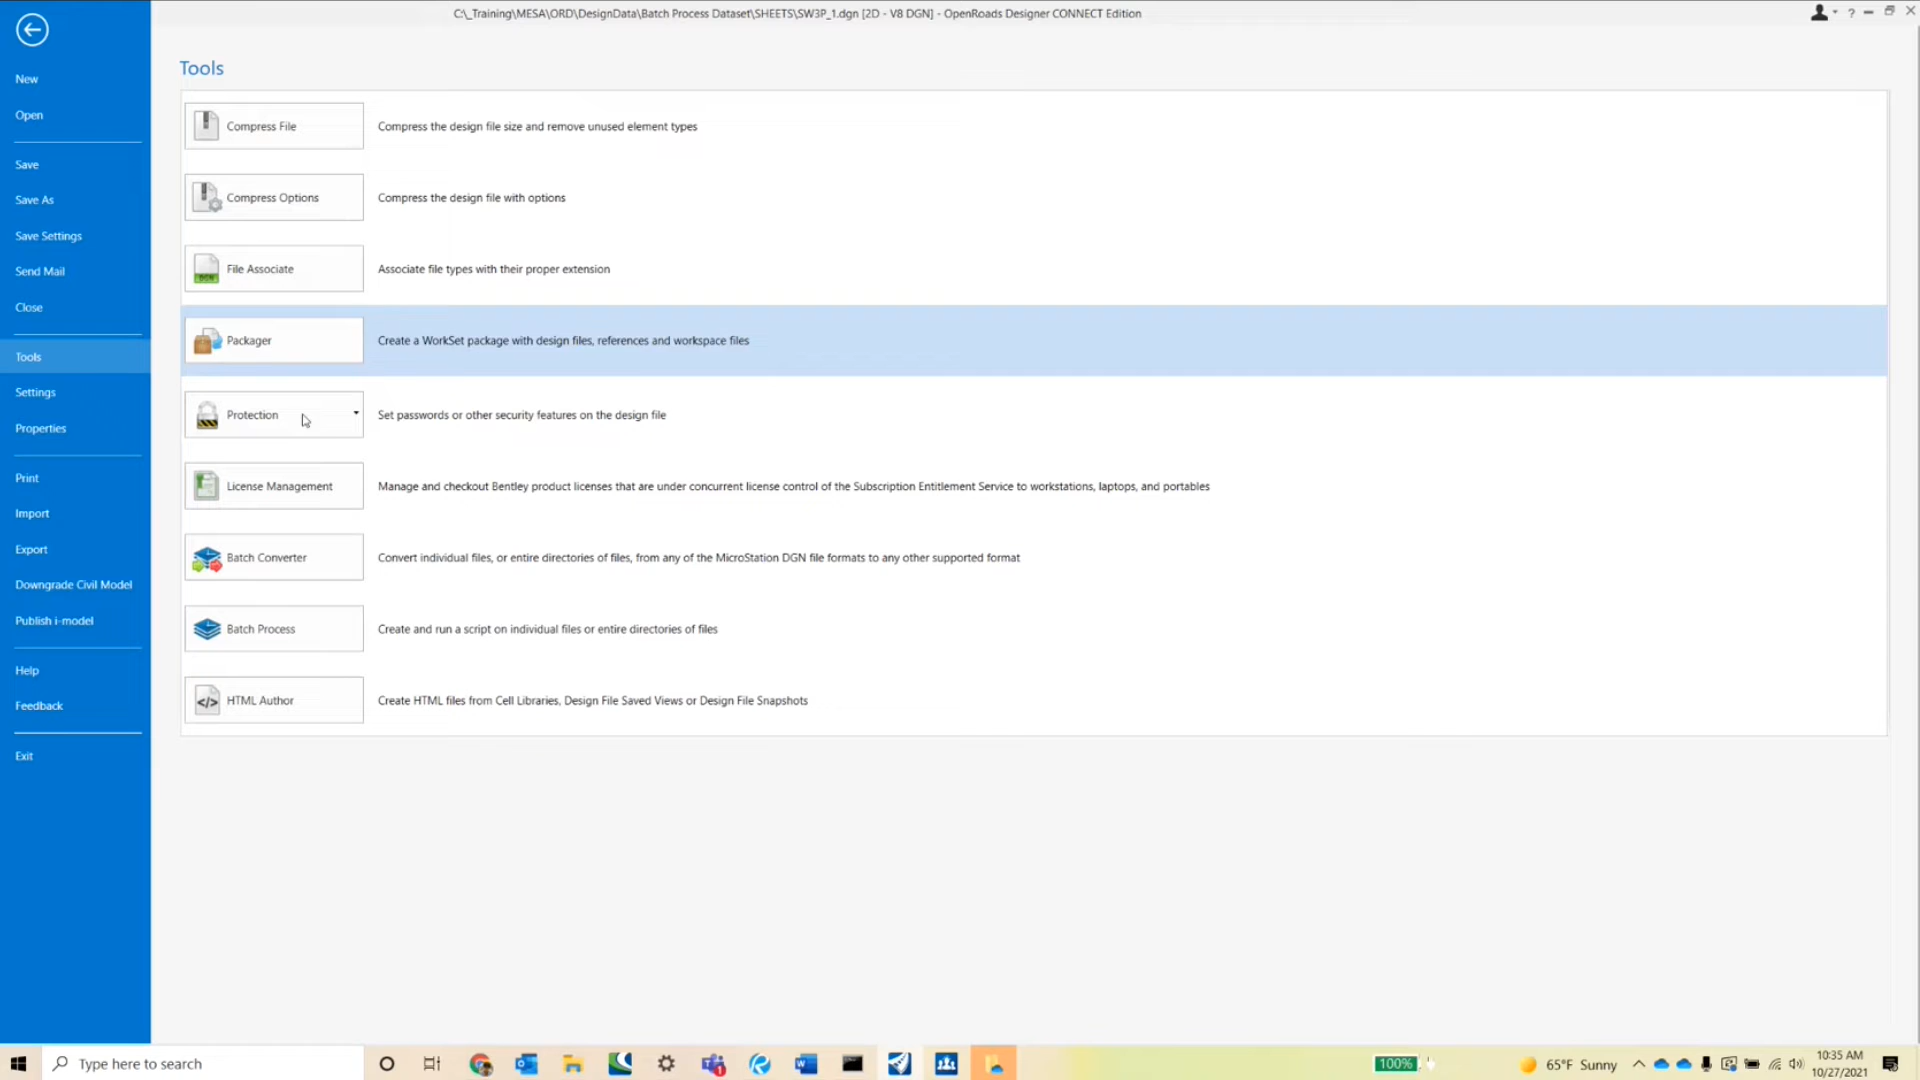 C:\_Training\MESA\ORD\DesignData\Batch Process Dataset\SHEETS\SW3P_1.dgn [2D - V8 DGN] - OpenRoads Designer CONNECT Edition
?
New
Open
Save
Save As
Save Settings
Send Mail
Close
Tools
Settings
Properties
Print
Import
Export
Downgrade Civil Model
Publish i-model
Help
Feedback
Exit
Tools
Compress File Compress the design file size and remove unused element types
Compress Options Compress the design file with options
DGN File Associate Associate file types with their proper extension
Packager Create a WorkSet package with design files, references and workspace files
Protection Set passwords or other security features on the design file
License Management Manage and checkout Bentley product licenses that are under concurrent license control of the Subscription Entitlement Service to workstations, laptops, and portables
Batch Converter Convert individual files, or entire directories of files, from any of the MicroStation DGN file formats to any other supported format
Batch Process Create and run a script on individual files or entire directories of files
</> HTML Author Create HTML files from Cell Libraries, Design File Saved Views or Design File Snapshots
Type here to search
100%
65°F Sunny
10:35 AM
10/27/2021